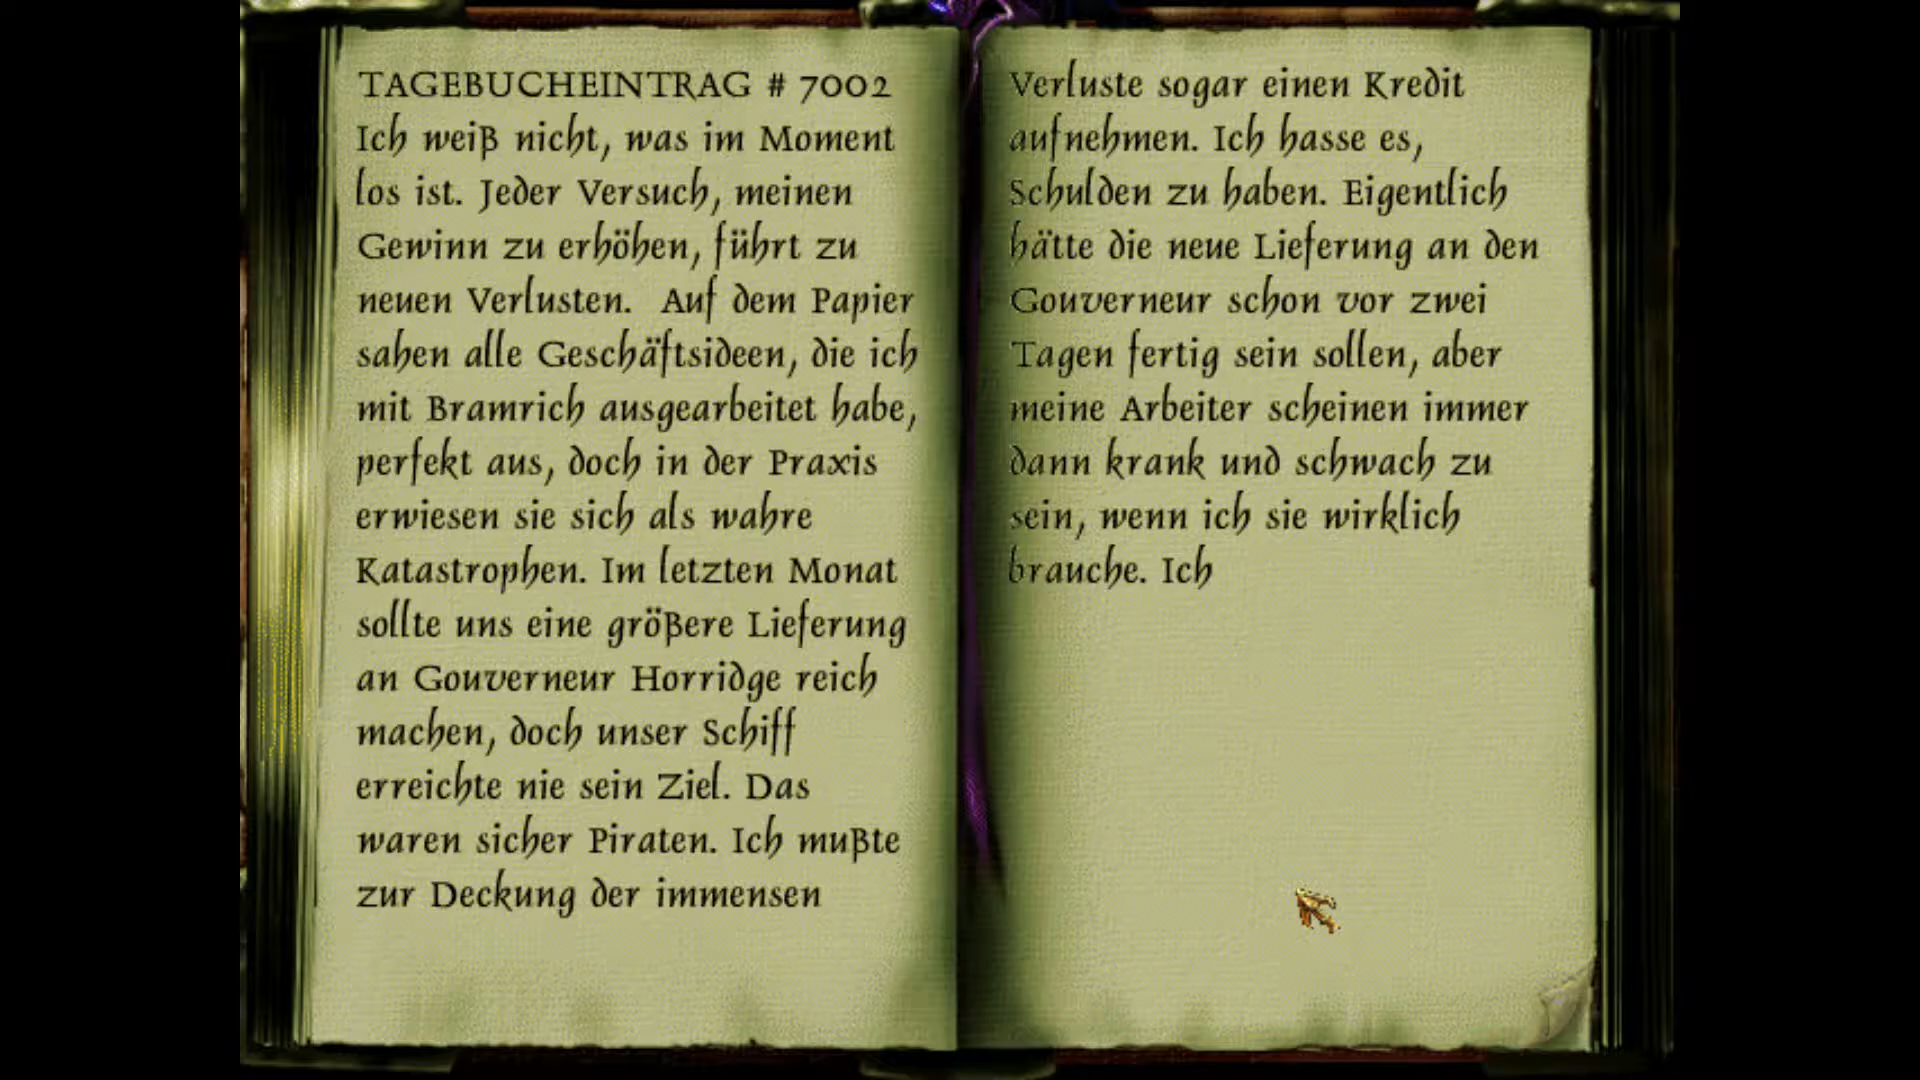 TAGEBUCHEINTRAG # 7002
Ich weiß nicht, was im Moment
los ist. Jeder Versuch, meinen
Gewinn zu erhöhen, führt zu
neuen Verlusten.  Auf dem Papier
sahen alle Geschäftsideen, die ich
mit Bramrich ausgearbeitet habe,
perfekt aus, doch in der Praxis
erwiesen sie sich als wahre
Katastrophen. Im letzten Monat
sollte uns eine größere Lieferung
an Gouverneur Horridge reich
machen, doch unser Schiff
erreichte nie sein Ziel. Das
waren sicher Piraten. Ich mußte
zur Deckung der immensen
Verluste sogar einen Kredit
aufnehmen. Ich hasse es,
Schulden zu haben. Eigentlich
hätte die neue Lieferung an den
Gouverneur schon vor zwei
Tagen fertig sein sollen, aber
meine Arbeiter scheinen immer
dann krank und schwach zu
sein, wenn ich sie wirklich
brauche. Ich